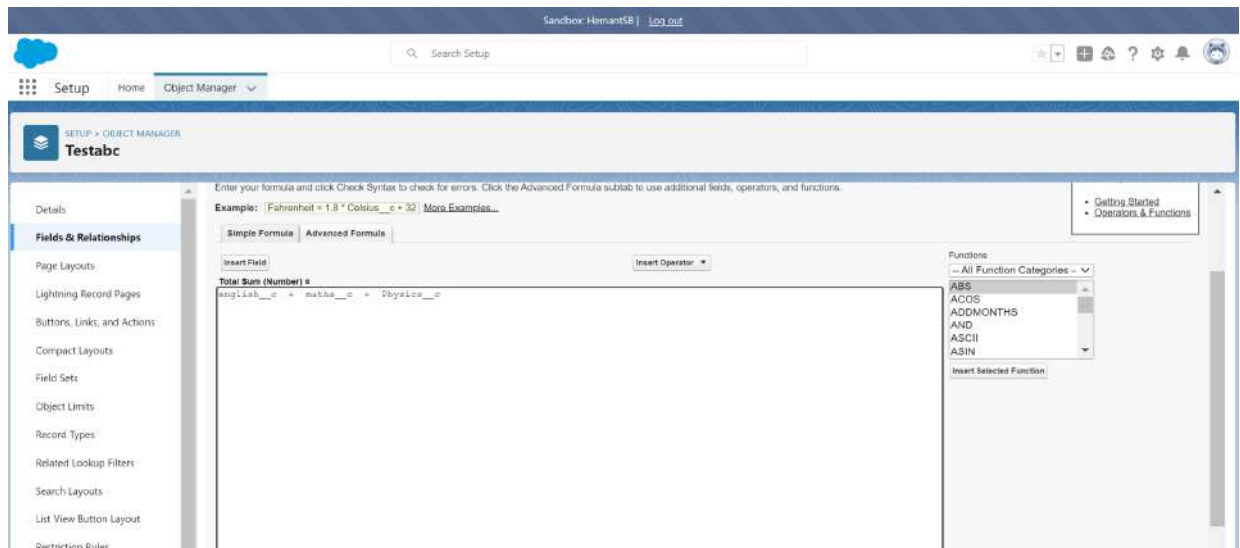 Sandbox: HemantSB | Log out
Search Setup
Setup Home Object Manager
SETUP > OBJECT MANAGER
Testabc
Details
Fields & Relationships
Page Layouts
Lightning Record Pages
Buttons, Links, and Actions
Compact Layouts
Field Sets
Object Limits
Record Types
Related Lookup Filters
Search Layouts
List View Button Layout
Restriction Rules
Enter your formula and click Check Syntax to check for errors. Click the Advanced Formula subtab to use additional fields, operators, and functions.
Example: Fahrenheit = 1.8 * Celsius__c + 32 More Examples...
Simple Formula Advanced Formula
Insert Field Insert Operator
Total Sum (Number) =
english__c + maths__c + Physics__c
Getting Started
Operators & Functions
Functions
-- All Function Categories --
ABS
ACOS
ADDMONTHS
AND
ASCII
ASIN
Insert Selected Function